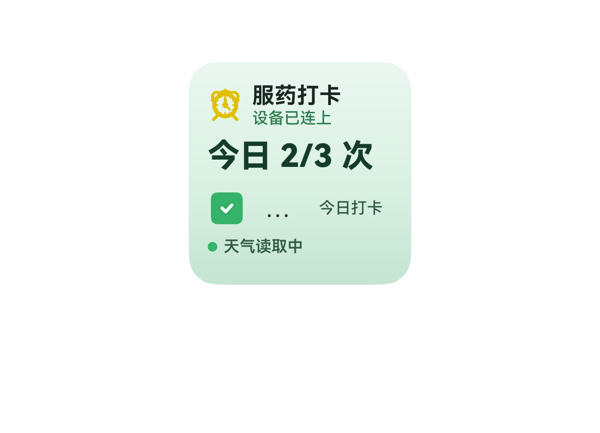 服药打卡
设备已连上
今日 2/3 次
... 今日打卡
天气读取中